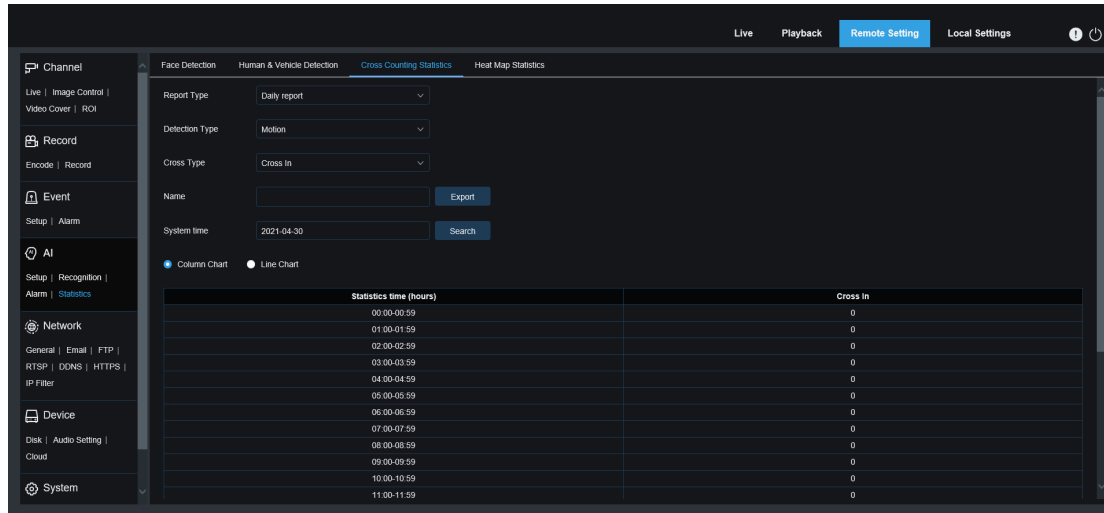 Live Playback Remote Setting Local Settings
Channel
Live | Image Control |
Video Cover | ROI
Record
Encode | Record
Event
Setup | Alarm
AI
Setup | Recognition |
Alarm | Statistics
Network
General | Email | FTP |
RTSP | DDNS | HTTPS |
IP Filter
Device
Disk | Audio Setting |
Cloud
System
Face Detection Human & Vehicle Detection Cross Counting Statistics Heat Map Statistics
Report Type Daily report
Detection Type Motion
Cross Type Cross In
Name Export
System time 2021-04-30 Search
Column Chart Line Chart
Statistics time (hours) Cross In
00:00-00:59 0
01:00-01:59 0
02:00-02:59 0
03:00-03:59 0
04:00-04:59 0
05:00-05:59 0
06:00-06:59 0
07:00-07:59 0
08:00-08:59 0
09:00-09:59 0
10:00-10:59 0
11:00-11:59 0